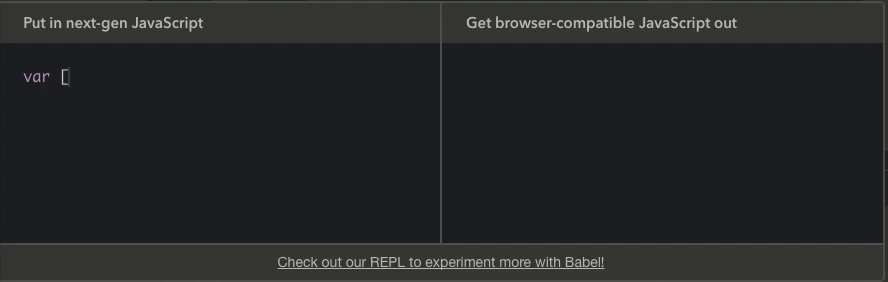 Put in next-gen JavaScript
Get browser-compatible JavaScript out
var [
Check out our REPL to experiment more with Babel!